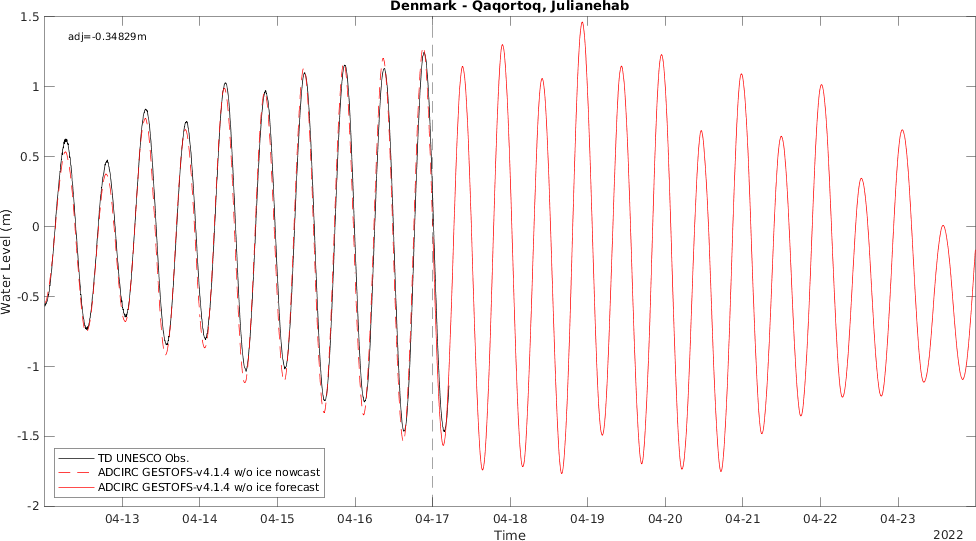 Denmark - Qaqortoq, Julianehab
adj=-0.34829m
1.5
1
0.5
0
-0.5
-1
-1.5
-2
Water Level (m)
TD UNESCO Obs.
ADCIRC GESTOFS-v4.1.4 w/o ice nowcast
ADCIRC GESTOFS-v4.1.4 w/o ice forecast
04-13 04-14 04-15 04-16 04-17 04-18 04-19 04-20 04-21 04-22 04-23
Time
2022